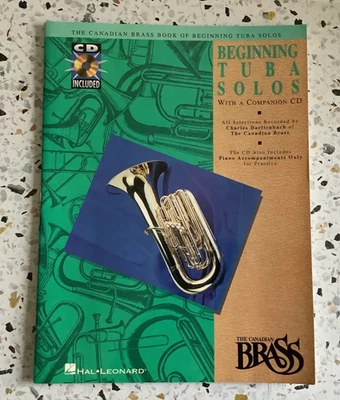 THE CANADIAN BRASS BOOK OF BEGINNING TUBA SOLOS
CD
INCLUDED
BEGINNING
TUBA
SOLOS
WITH A COMPANION CD
All Selections Recorded by
Charles Daellenbach of
The Canadian Brass
The CD Also Includes
Piano Accompaniments Only
for Practice
THE CANADIAN
BRASS
HAL•LEONARD®